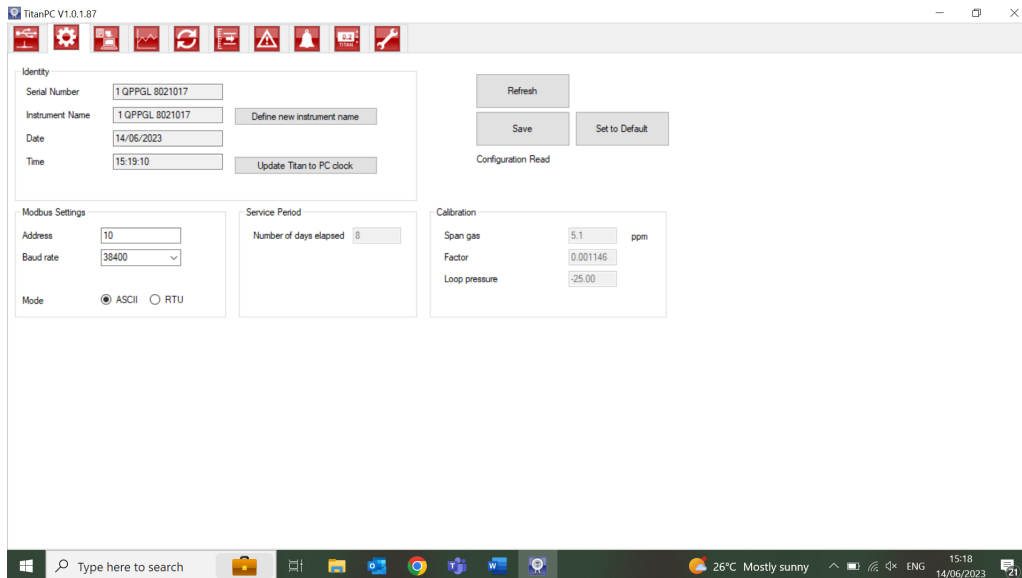 TitanPC V1.0.1.87
0.2
TITAN
Identity
Serial Number 1 QPPGL 8021017
Instrument Name 1 QPPGL 8021017 Define new instrument name
Date 14/06/2023
Time 15:19:10 Update Titan to PC clock
Refresh
Save Set to Default
Configuration Read
Modbus Settings
Address 10
Baud rate 38400
Mode ASCII RTU
Service Period
Number of days elapsed 8
Calibration
Span gas 5.1 ppm
Factor 0.001146
Loop pressure -25.00
Type here to search
26°C Mostly sunny
ENG
15:18
14/06/2023
21